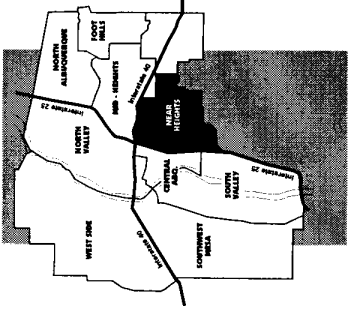 FOOT
HILLS
NORTH
ALBUQUERQUE
MID - HEIGHTS
Interstate 40
NEAR
HEIGHTS
Interstate 25
NORTH
VALLEY
CENTRAL
ABQ.
SOUTH
VALLEY
Interstate 25
WEST SIDE
Interstate 40
SOUTHWEST
MESA